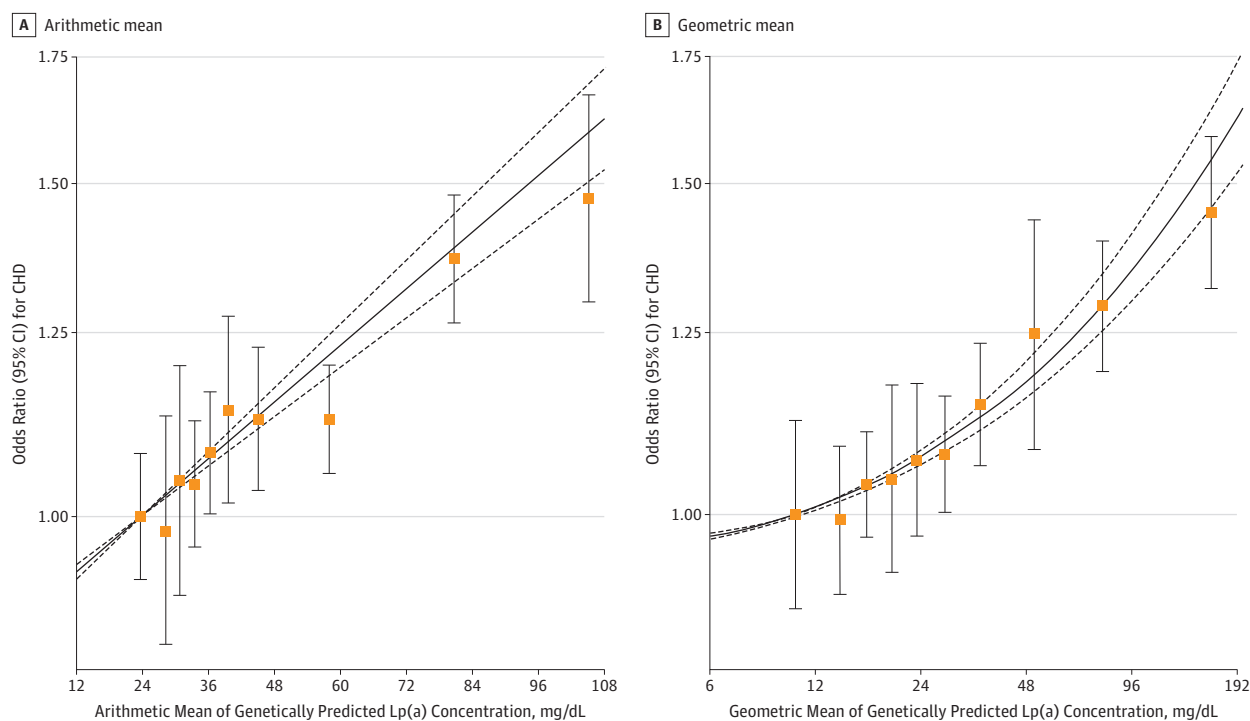 A Arithmetic mean
1.75
1.50
1.25
1.00
Odds Ratio (95% CI) for CHD
12 24 36 48 60 72 84 96 108
Arithmetic Mean of Genetically Predicted Lp(a) Concentration, mg/dL
B Geometric mean
1.75
1.50
1.25
1.00
Odds Ratio (95% CI) for CHD
6 12 24 48 96 192
Geometric Mean of Genetically Predicted Lp(a) Concentration, mg/dL